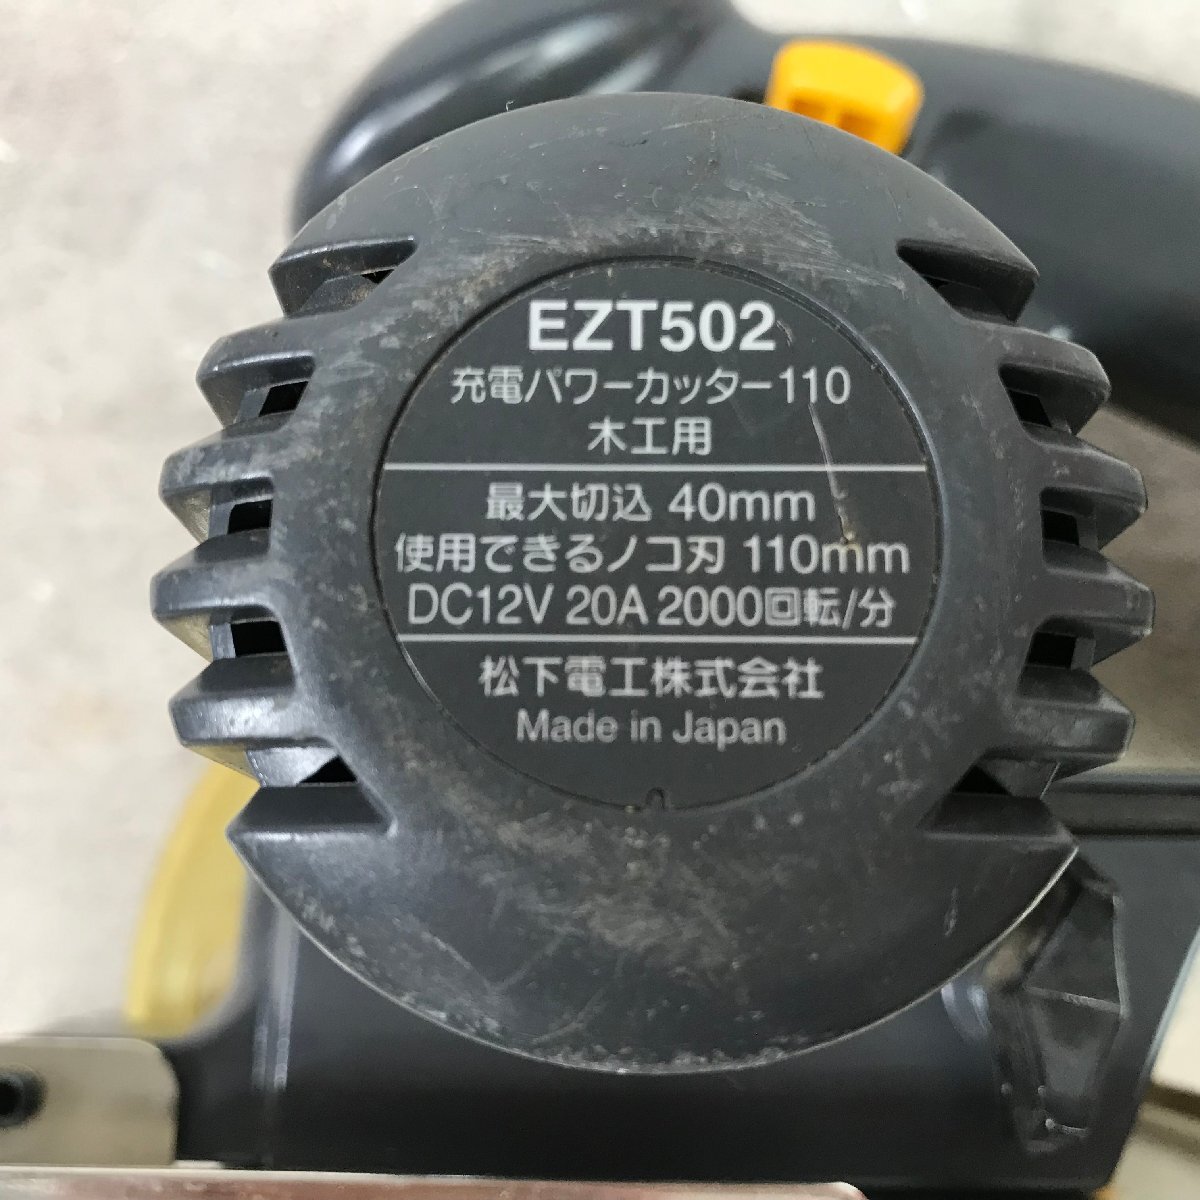 EZT502
充電パワーカッター110
木工用
最大切込 40mm
使用できるノコ刃 110mm
DC12V 20A 2000回転/分
松下電工株式会社
Made in Japan